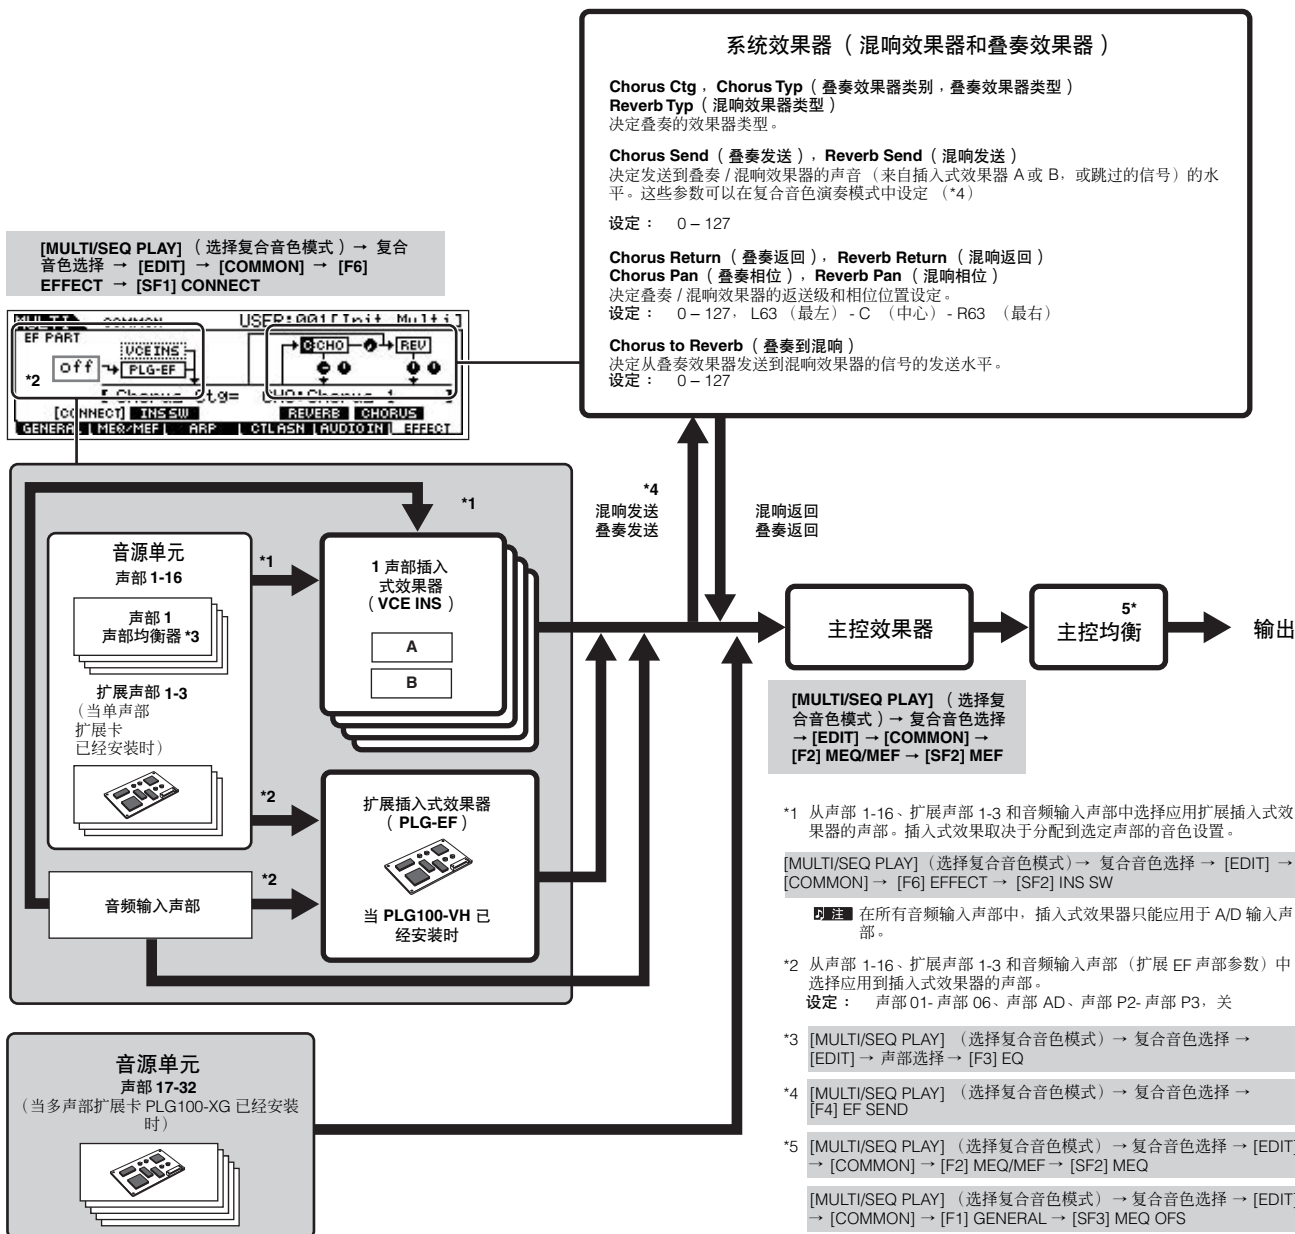 系统效果器（混响效果器和叠奏效果器）
Chorus Ctg，Chorus Typ（叠奏效果器类别，叠奏效果器类型）
Reverb Typ（混响效果器类型）
决定叠奏的效果器类型。
Chorus Send（叠奏发送），Reverb Send（混响发送）
决定发送到叠奏 / 混响效果器的声音（来自插入式效果器 A 或 B，或跳过的信号）的水
平。这些参数可以在复合音色演奏模式中设定（*4）
设定： 0 – 127
Chorus Return（叠奏返回），Reverb Return（混响返回）
Chorus Pan（叠奏相位），Reverb Pan（混响相位）
决定叠奏 / 混响效果器的返送级和相位位置设定。
设定： 0 – 127， L63 （最左）- C （中心）- R63 （最右）
Chorus to Reverb（叠奏到混响）
决定从叠奏效果器发送到混响效果器的信号的发送水平。
设定： 0 – 127
[MULTI/SEQ PLAY] （选择复合音色模式）→ 复合
音色选择 → [EDIT] → [COMMON] → [F6]
EFFECT → [SF1] CONNECT
MULTI COMMON USER:001[Init Multi]
EF PART
VCE INS
off PLG-EF
*2
CHO REV
[ Chorus Ctg= CHO:Chorus 1 ]
[CONNECT] INS SW REVERB CHORUS
GENERAL MEQ/MEF ARP CTL ASN AUDIO IN EFFECT
*1
*4
混响发送
叠奏发送
混响返回
叠奏返回
音源单元
声部 1-16
声部 1
声部均衡器 *3
扩展声部 1-3
（当单声部
扩展卡
已经安装时）
*1
*2
*2
音频输入声部
1 声部插入
式效果器
（VCE INS）
A
B
扩展插入式效果器
（PLG-EF）
当 PLG100-VH 已
经安装时
主控效果器
5*
主控均衡
输出
[MULTI/SEQ PLAY] （选择复
合音色模式）→ 复合音色选择
→ [EDIT] → [COMMON] →
[F2] MEQ/MEF → [SF2] MEF
音源单元
声部 17-32
（当多声部扩展卡 PLG100-XG 已经安装
时）
*1 从声部 1-16、扩展声部 1-3 和音频输入声部中选择应用扩展插入式效
果器的声部。插入式效果取决于分配到选定声部的音色设置。
[MULTI/SEQ PLAY]（选择复合音色模式）→ 复合音色选择 → [EDIT] →
[COMMON] → [F6] EFFECT → [SF2] INS SW
注 在所有音频输入声部中，插入式效果器只能应用于 A/D 输入声
部。
*2 从声部 1-16、扩展声部 1-3 和音频输入声部（扩展 EF 声部参数）中
选择应用到插入式效果器的声部。
设定： 声部 01- 声部 06、声部 AD、声部 P2- 声部 P3，关
*3 [MULTI/SEQ PLAY] （选择复合音色模式）→ 复合音色选择 →
[EDIT] → 声部选择 → [F3] EQ
*4 [MULTI/SEQ PLAY] （选择复合音色模式）→ 复合音色选择 →
[F4] EF SEND
*5 [MULTI/SEQ PLAY] （选择复合音色模式）→ 复合音色选择 → [EDIT]
→ [COMMON] → [F2] MEQ/MEF → [SF2] MEQ
[MULTI/SEQ PLAY] （选择复合音色模式）→ 复合音色选择 → [EDIT]
→ [COMMON] → [F1] GENERAL → [SF3] MEQ OFS